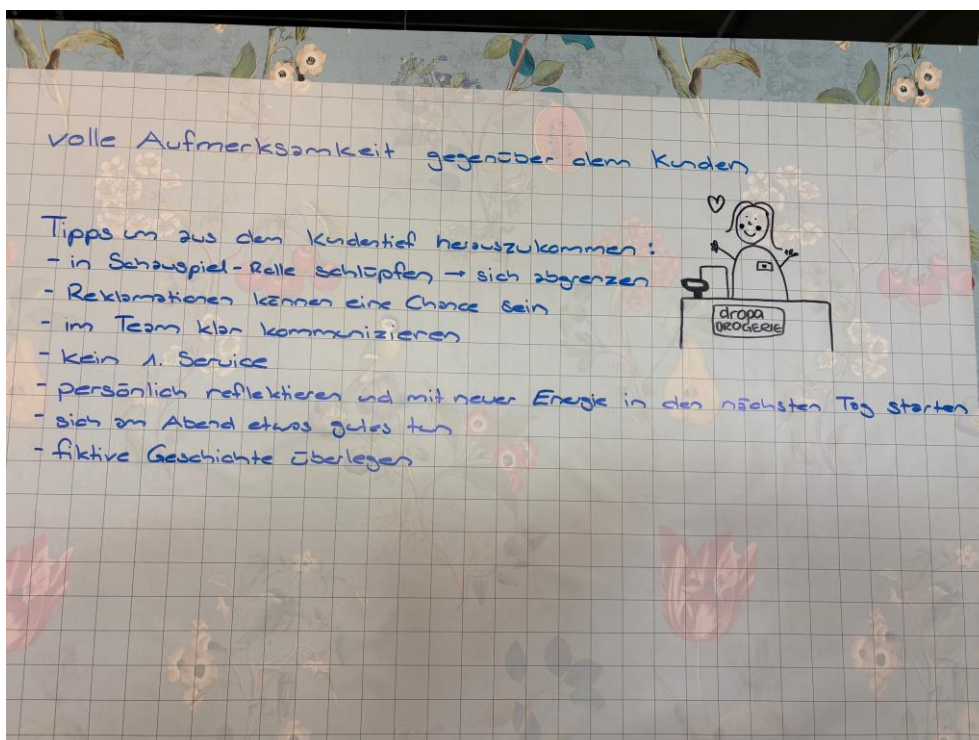 volle Aufmerksamkeit gegenüber dem Kunden
Tipps um aus dem Kundentief herauszukommen:
- in Schauspiel-Rolle schlüpfen → sich abgrenzen
- Reklamationen können eine Chance sein
- im Team klar kommunizieren
- kein 1. Service
- persönlich reflektieren und mit neuer Energie in den nächsten Tag starten
- sich am Abend etwas gutes tun
- fiktive Geschichte überlegen
dropa
DROGERIE